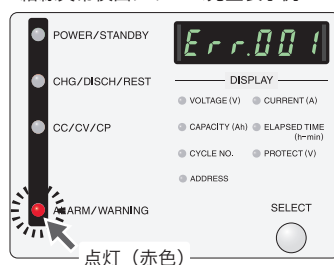 POWER/STANDBY
Err.001
CHG/DISCH/REST
DISPLAY
VOLTAGE (V)
CURRENT (A)
CC/CV/CP
CAPACITY (Ah)
ELAPSED TIME
(h-min)
CYCLE NO.
PROTECT (V)
ADDRESS
ALARM/WARNING
SELECT
点灯（赤色）